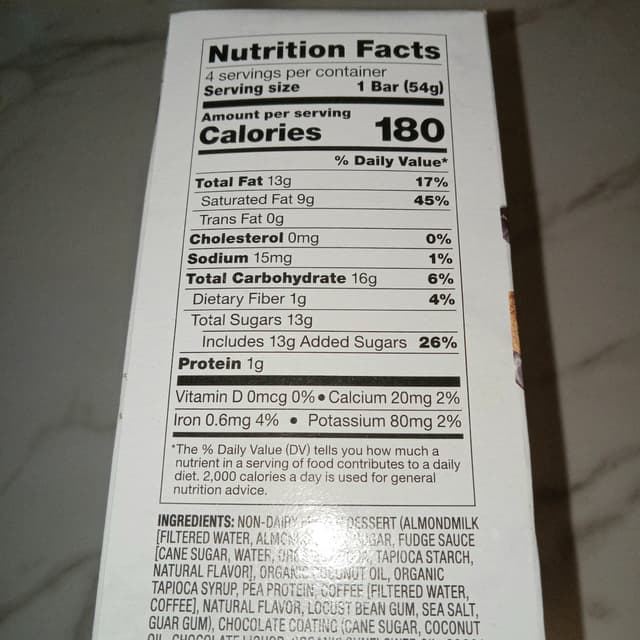 Nutrition Facts
4 servings per container
Serving size 1 Bar (54g)
Amount per serving
Calories 180
% Daily Value*
Total Fat 13g 17%
Saturated Fat 9g 45%
Trans Fat 0g
Cholesterol 0mg 0%
Sodium 15mg 1%
Total Carbohydrate 16g 6%
Dietary Fiber 1g 4%
Total Sugars 13g
Includes 13g Added Sugars 26%
Protein 1g
Vitamin D 0mcg 0% • Calcium 20mg 2%
Iron 0.6mg 4% • Potassium 80mg 2%
*The % Daily Value (DV) tells you how much a
nutrient in a serving of food contributes to a daily
diet. 2,000 calories a day is used for general
nutrition advice.
INGREDIENTS: NON-DAIRY DESSERT (ALMONDMILK
[FILTERED WATER, SUGAR, FUDGE SAUCE
[CANE SUGAR, WATER, TAPIOCA STARCH,
NATURAL FLAVOR], ORGANIC COCONUT OIL, ORGANIC
TAPIOCA SYRUP, PEA PROTEIN, COFFEE [FILTERED WATER,
COFFEE], NATURAL FLAVOR, LOCUST BEAN GUM, SEA SALT,
GUAR GUM), CHOCOLATE COATING (CANE SUGAR, COCONUT
OIL, CHOCOLATE LIQUOR,